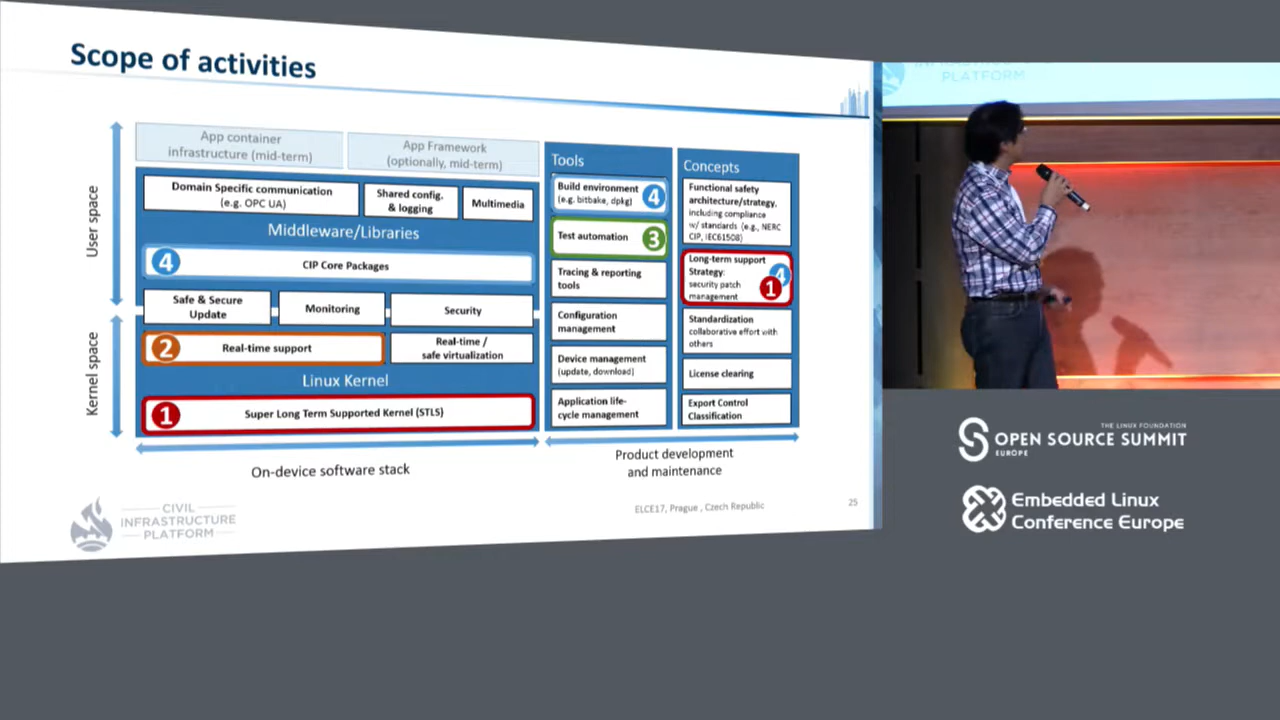 Scope of activities
App container
infrastructure (mid-term)
App Framework
(optionally, mid-term)
User space
Domain Specific communication
(e.g. OPC UA)
Shared config.
& logging
Multimedia
Middleware/Libraries
4
CIP Core Packages
Safe & Secure
Update
Monitoring
Security
Kernel space
2
Real-time support
Real-time /
safe virtualization
Linux Kernel
1
Super Long Term Supported Kernel (STLS)
On-device software stack
Tools
Build environment
(e.g. bitbake, dpkg)
4
Test automation
3
Tracing & reporting
tools
Configuration
management
Device management
(update, download)
Application life-
cycle management
Concepts
Functional safety
architecture/strategy,
including compliance
w/ standards (e.g., NERC
CIP, IEC61508)
Long-term support
Strategy:
security patch
management
4
1
Standardization
collaborative effort with
others
License clearing
Export Control
Classification
Product development
and maintenance
CIVIL
INFRASTRUCTURE
PLATFORM
ELCE17, Prague , Czech Republic
25
INFRASTRUCTURE
PLATFORM
THE LINUX FOUNDATION
OPEN SOURCE SUMMIT
EUROPE
Embedded Linux
Conference Europe